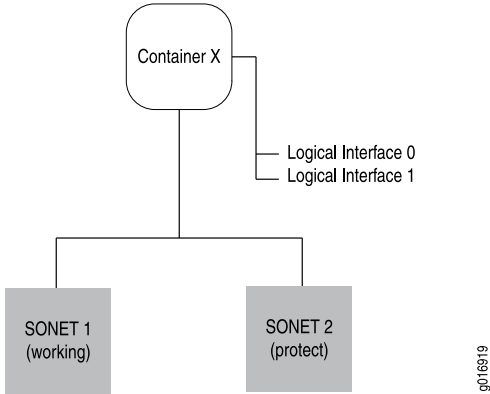 Container X
Logical Interface 0
Logical Interface 1
SONET 1
(working)
SONET 2
(protect)
g016919